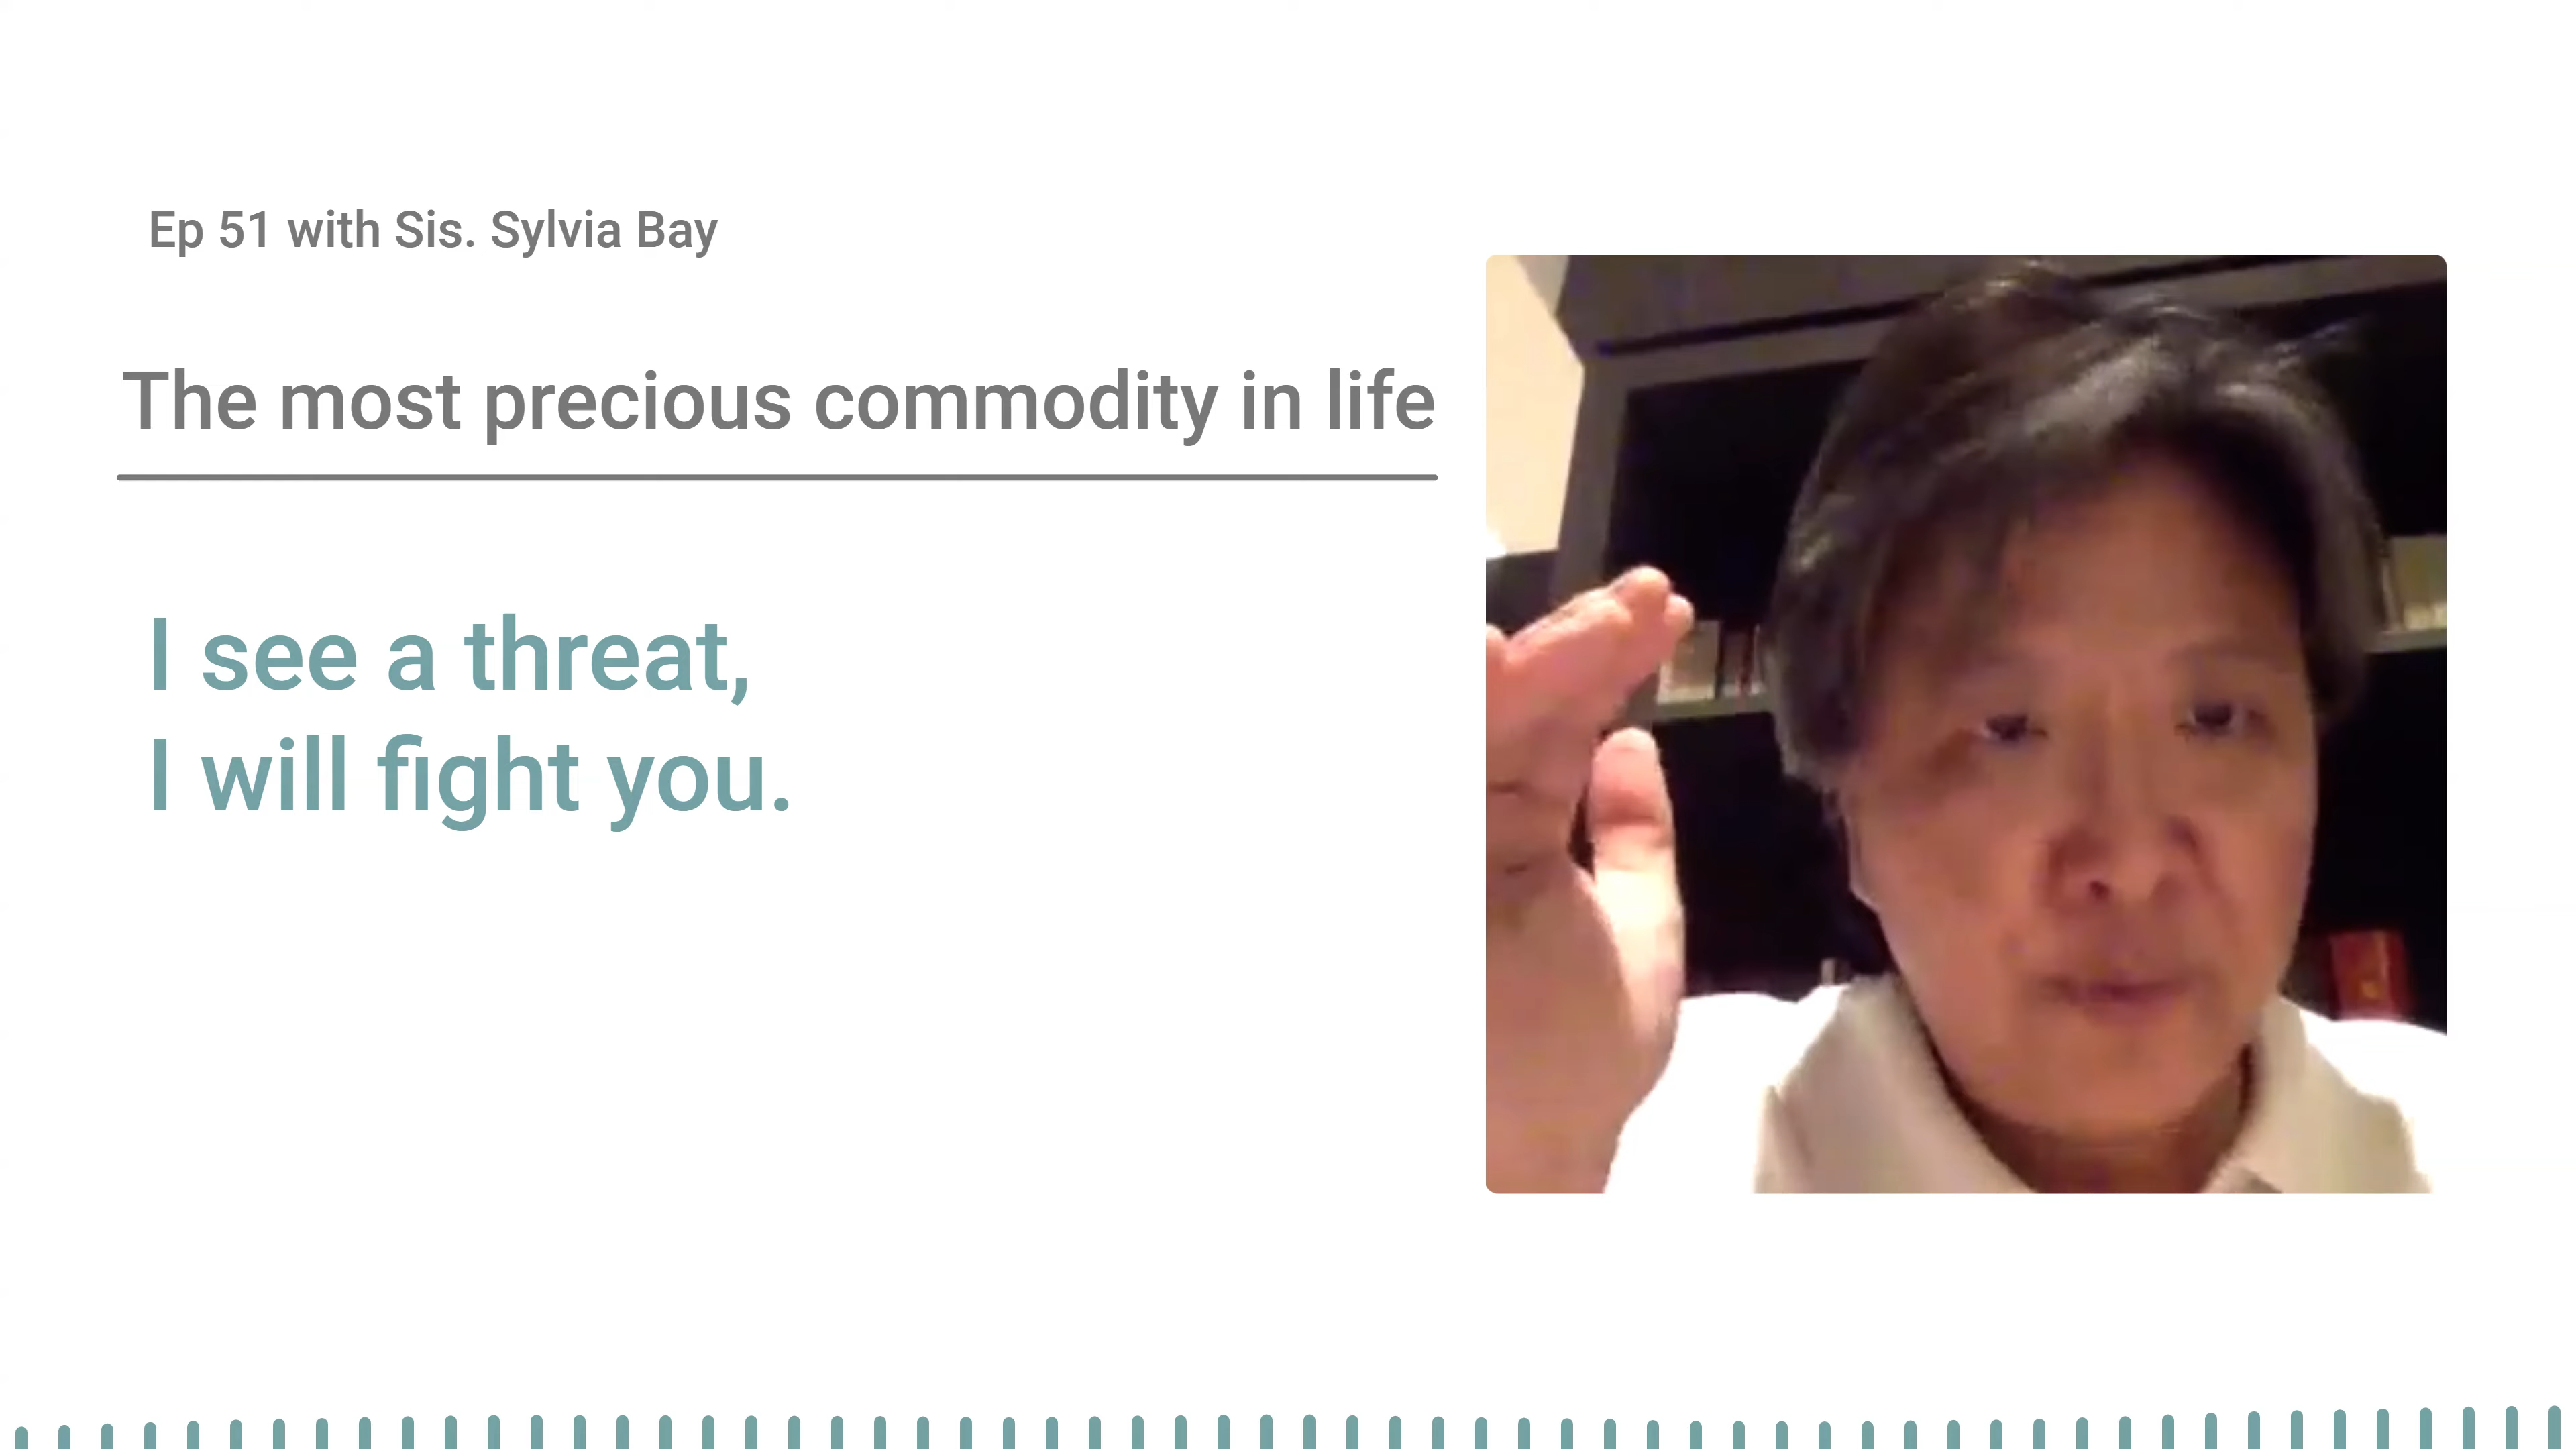 Ep 51 with Sis. Sylvia Bay
The most precious commodity in life
I see a threat,
I will fight you.